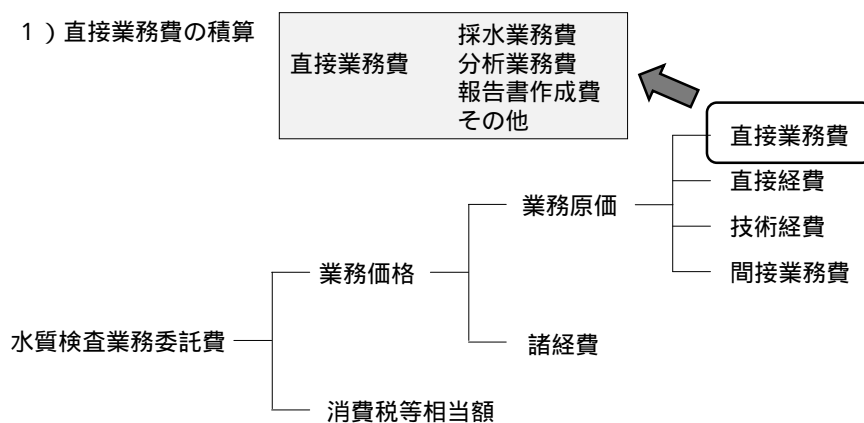 1）直接業務費の積算
直接業務費
採水業務費
分析業務費
報告書作成費
その他
直接業務費
直接経費
技術経費
間接業務費
業務原価
業務価格
諸経費
水質検査業務委託費
消費税等相当額